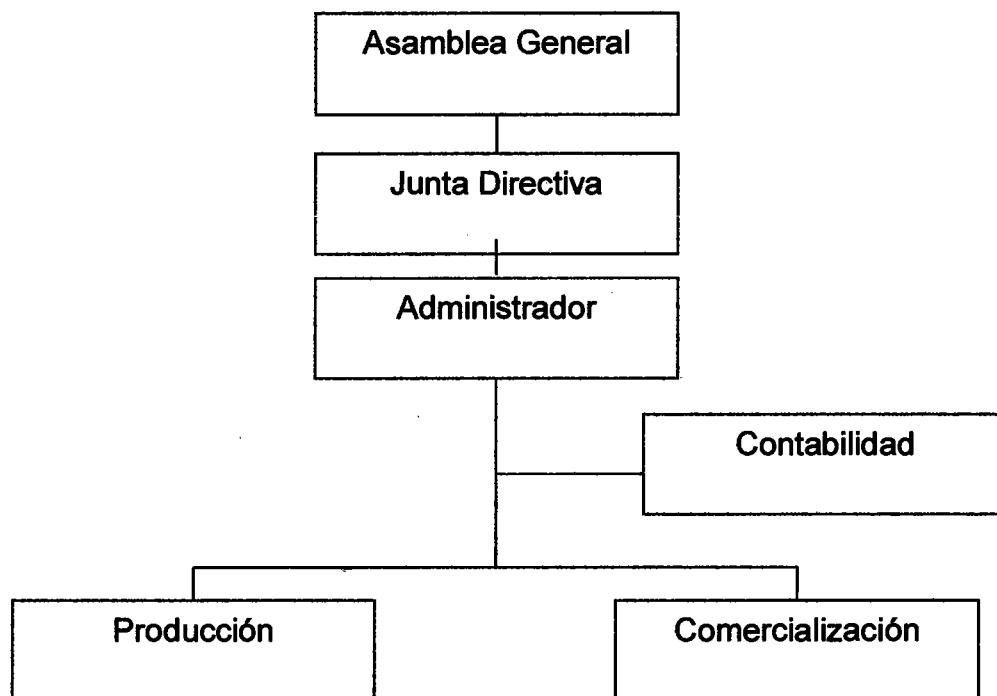 Asamblea General
Junta Directiva
Administrador
Contabilidad
Producción
Comercialización